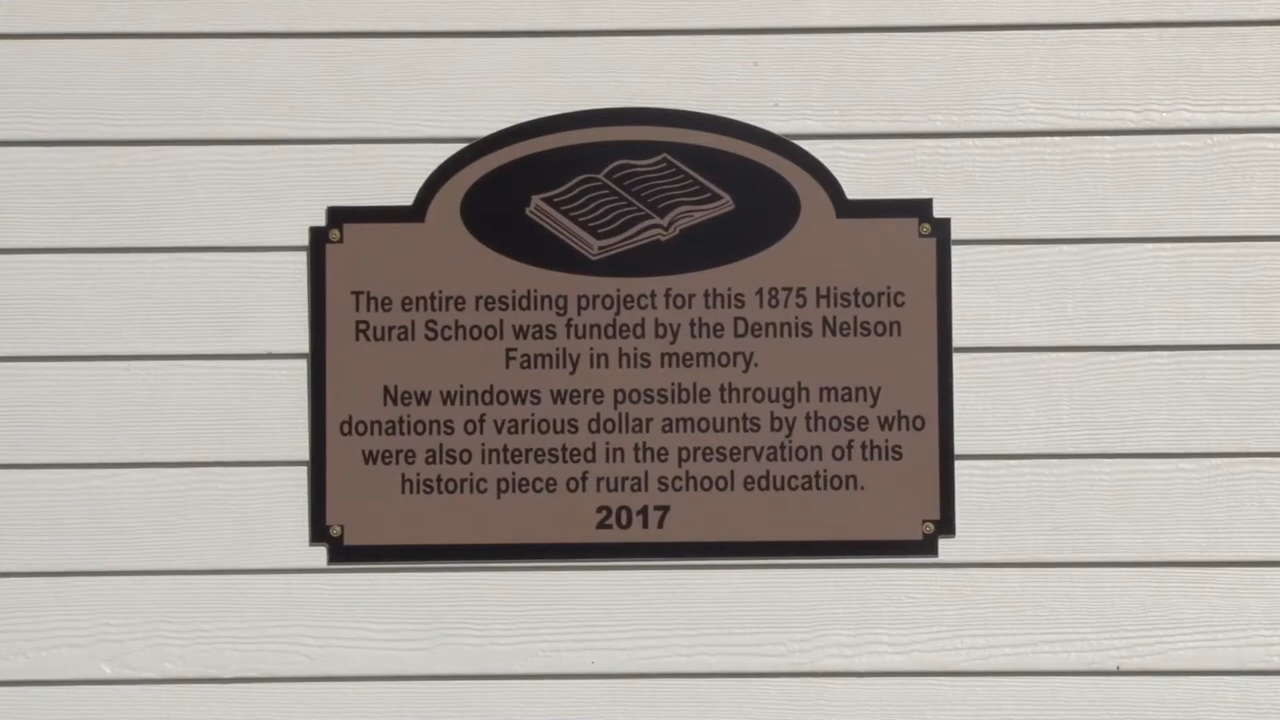 The entire residing project for this 1875 Historic
Rural School was funded by the Dennis Nelson
Family in his memory.
New windows were possible through many
donations of various dollar amounts by those who
were also interested in the preservation of this
historic piece of rural school education.
2017